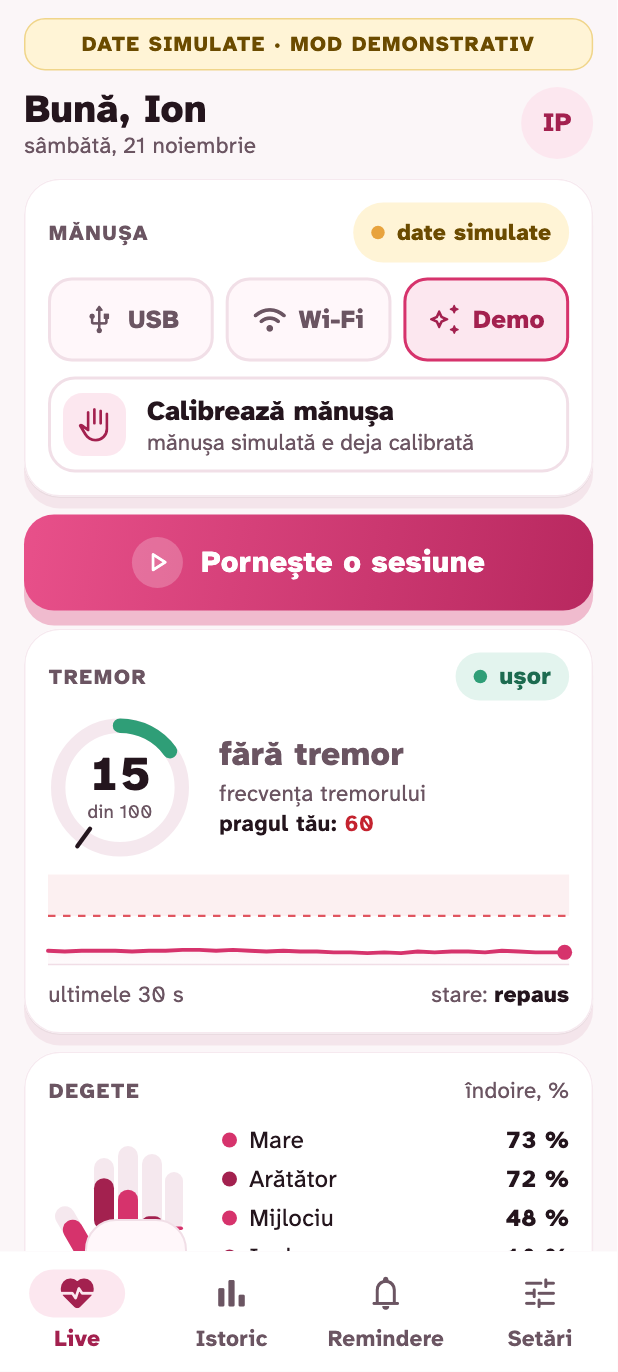 DATE SIMULATE · MOD DEMONSTRATIV
Bună, Ion
sâmbătă, 21 noiembrie
IP
MĂNUȘA
date simulate
USB
Wi-Fi
Demo
Calibrează mănușa
mănușa simulată e deja calibrată
Pornește o sesiune
TREMOR
ușor
15
din 100
fără tremor
frecvența tremorului
pragul tău: 60
ultimele 30 s
stare: repaus
DEGETE
îndoire, %
Mare 73 %
Arătător 72 %
Mijlociu 48 %
Live
Istoric
Remindere
Setări